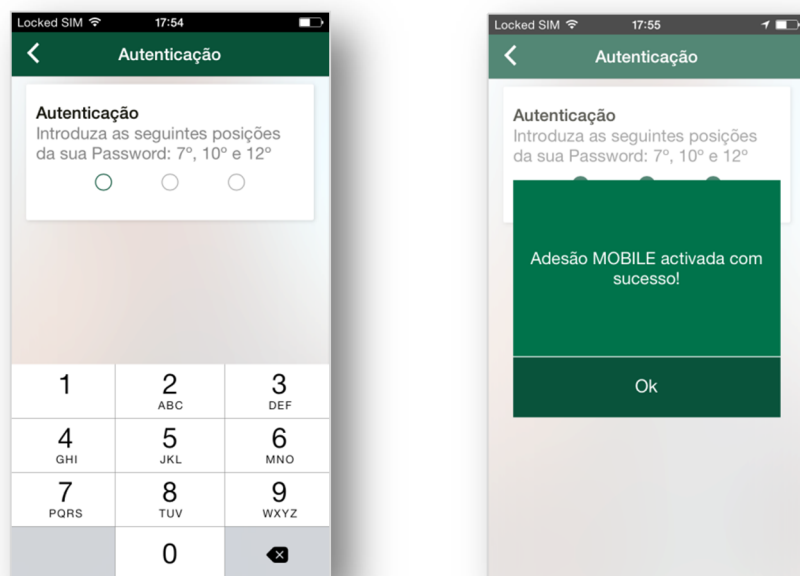 Locked SIM 17:54
Autenticação
Autenticação
Introduza as seguintes posições
da sua Password: 7º, 10º e 12º
1
2
ABC
3
DEF
4
GHI
5
JKL
6
MNO
7
PQRS
8
TUV
9
WXYZ
0
Locked SIM 17:55
Autenticação
Autenticação
Introduza as seguintes posições
da sua Password: 7º, 10º e 12º
Adesão MOBILE activada com
sucesso!
Ok